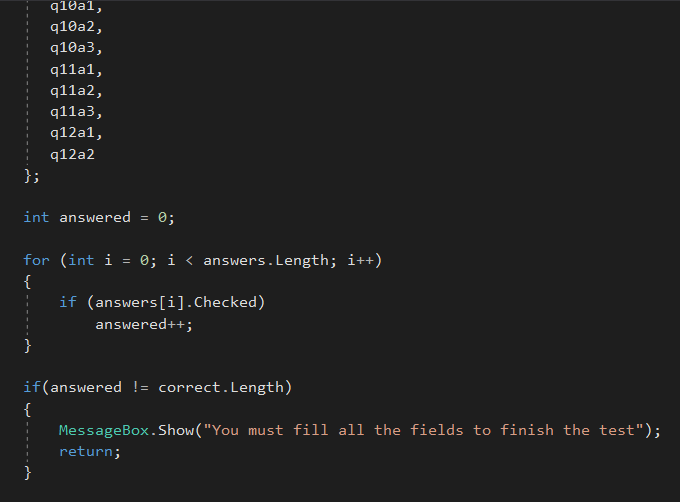 q10a1,
q10a2,
q10a3,
q11a1,
q11a2,
q11a3,
q12a1,
q12a2
};
int answered = 0;
for (int i = 0; i < answers.Length; i++)
{
if (answers[i].Checked)
answered++;
}
if(answered != correct.Length)
{
MessageBox.Show("You must fill all the fields to finish the test");
return;
}